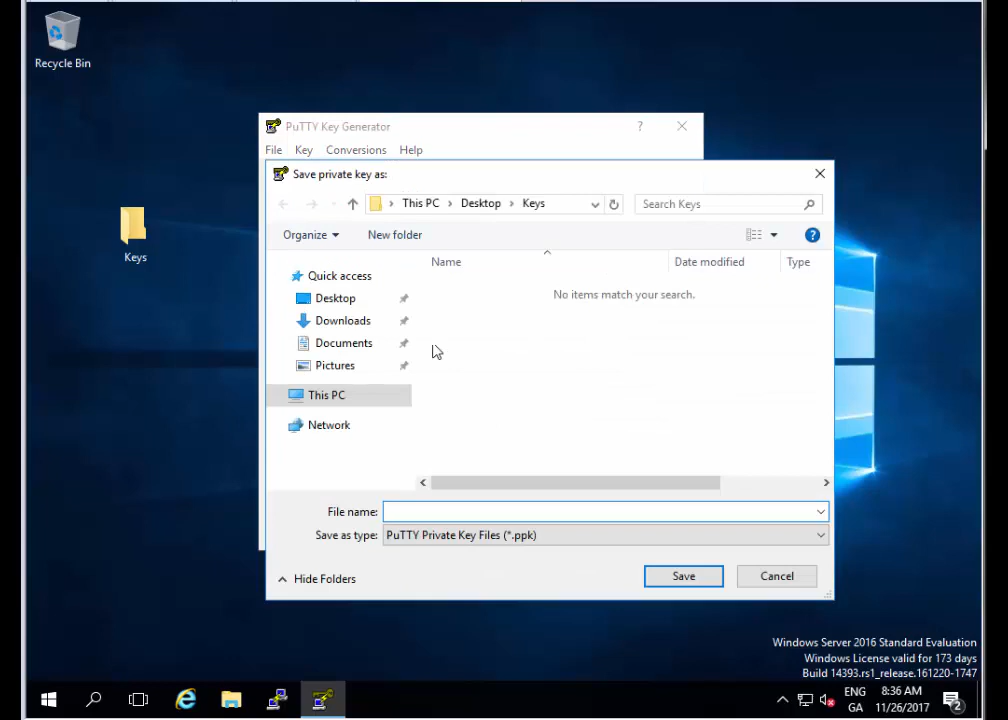 Recycle Bin
Keys
PuTTY Key Generator
?
File Key Conversions Help
Save private key as:
This PC > Desktop > Keys
Search Keys
Organize
New folder
Name
Date modified
Type
No items match your search.
Quick access
Desktop
Downloads
Documents
Pictures
This PC
Network
File name:
Save as type: PuTTY Private Key Files (*.ppk)
Hide Folders
Save
Cancel
Windows Server 2016 Standard Evaluation
Windows License valid for 173 days
Build 14393.rs1_release.161220-1747
ENG
GA
8:36 AM
11/26/2017
2